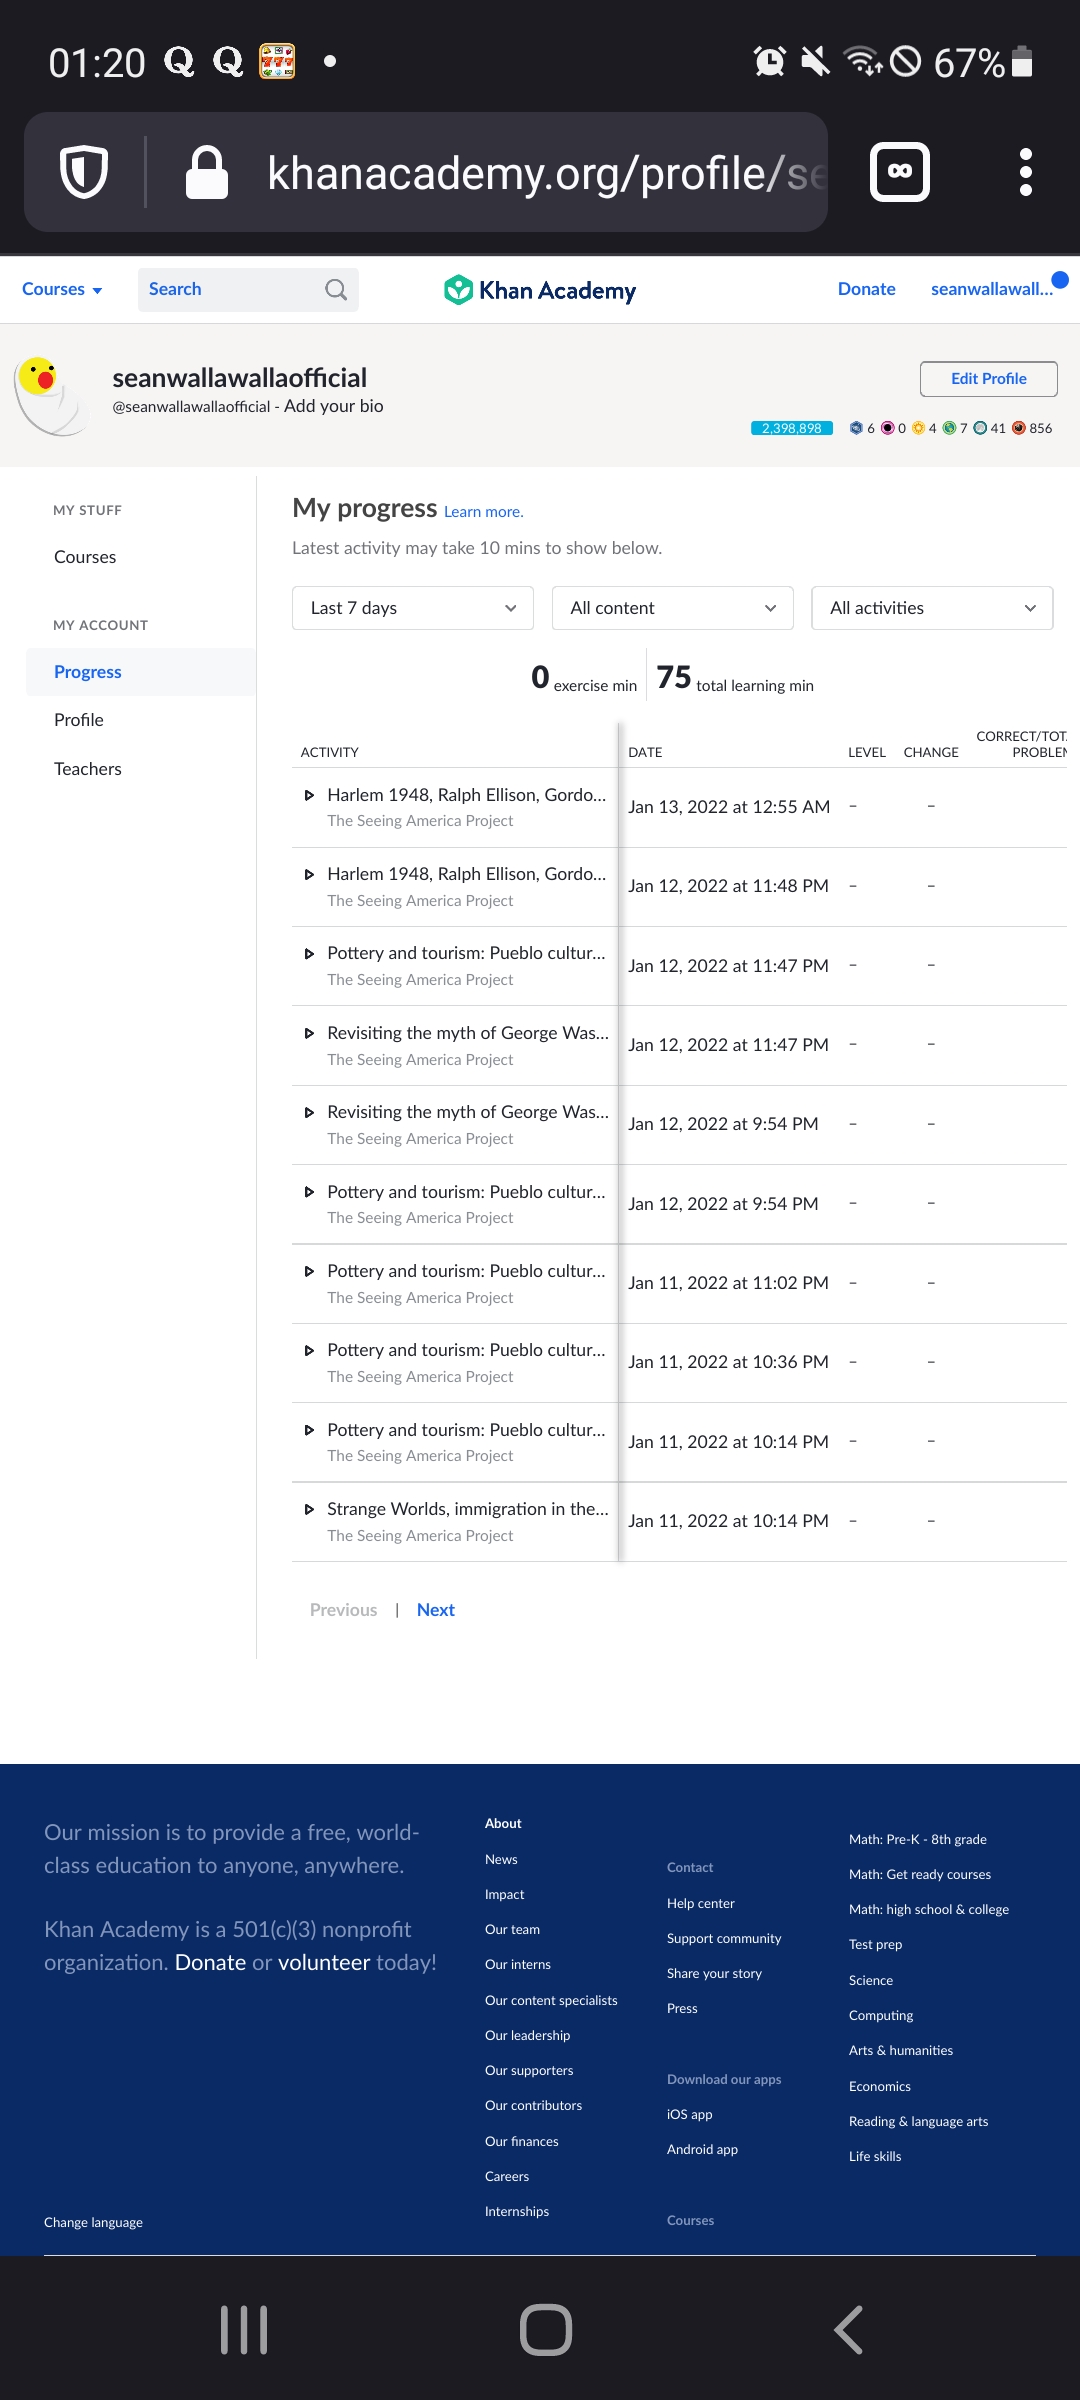 01:20 67%
khanacademy.org/profile/se
Courses Search Khan Academy Donate seanwallawall...
seanwallawallaofficial
@seanwallawallaofficial - Add your bio
Edit Profile
2,398,898 6 0 4 7 41 856
MY STUFF
Courses
MY ACCOUNT
Progress
Profile
Teachers
My progress Learn more.
Latest activity may take 10 mins to show below.
Last 7 days All content All activities
0 exercise min 75 total learning min
ACTIVITY DATE LEVEL CHANGE CORRECT/TOT
PROBLEM
Harlem 1948, Ralph Ellison, Gordo...
The Seeing America Project
Jan 13, 2022 at 12:55 AM – –
Harlem 1948, Ralph Ellison, Gordo...
The Seeing America Project
Jan 12, 2022 at 11:48 PM – –
Pottery and tourism: Pueblo cultur...
The Seeing America Project
Jan 12, 2022 at 11:47 PM – –
Revisiting the myth of George Was...
The Seeing America Project
Jan 12, 2022 at 11:47 PM – –
Revisiting the myth of George Was...
The Seeing America Project
Jan 12, 2022 at 9:54 PM – –
Pottery and tourism: Pueblo cultur...
The Seeing America Project
Jan 12, 2022 at 9:54 PM – –
Pottery and tourism: Pueblo cultur...
The Seeing America Project
Jan 11, 2022 at 11:02 PM – –
Pottery and tourism: Pueblo cultur...
The Seeing America Project
Jan 11, 2022 at 10:36 PM – –
Pottery and tourism: Pueblo cultur...
The Seeing America Project
Jan 11, 2022 at 10:14 PM – –
Strange Worlds, immigration in the...
The Seeing America Project
Jan 11, 2022 at 10:14 PM – –
Previous | Next
Our mission is to provide a free, world-
class education to anyone, anywhere.
Khan Academy is a 501(c)(3) nonprofit
organization. Donate or volunteer today!
Change language
About
News
Impact
Our team
Our interns
Our content specialists
Our leadership
Our supporters
Our contributors
Our finances
Careers
Internships
Contact
Help center
Support community
Share your story
Press
Download our apps
iOS app
Android app
Courses
Math: Pre-K - 8th grade
Math: Get ready courses
Math: high school & college
Test prep
Science
Computing
Arts & humanities
Economics
Reading & language arts
Life skills